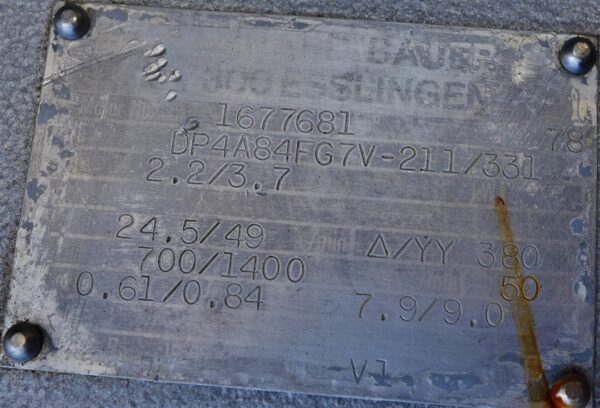 BAUER
ESSLINGEN
1677681 78
DP4A84FG7V-211/331
2.2/3.7
24.5/49 Δ/YY 380
700/1400 50
0.61/0.84 7.9/9.0
V1